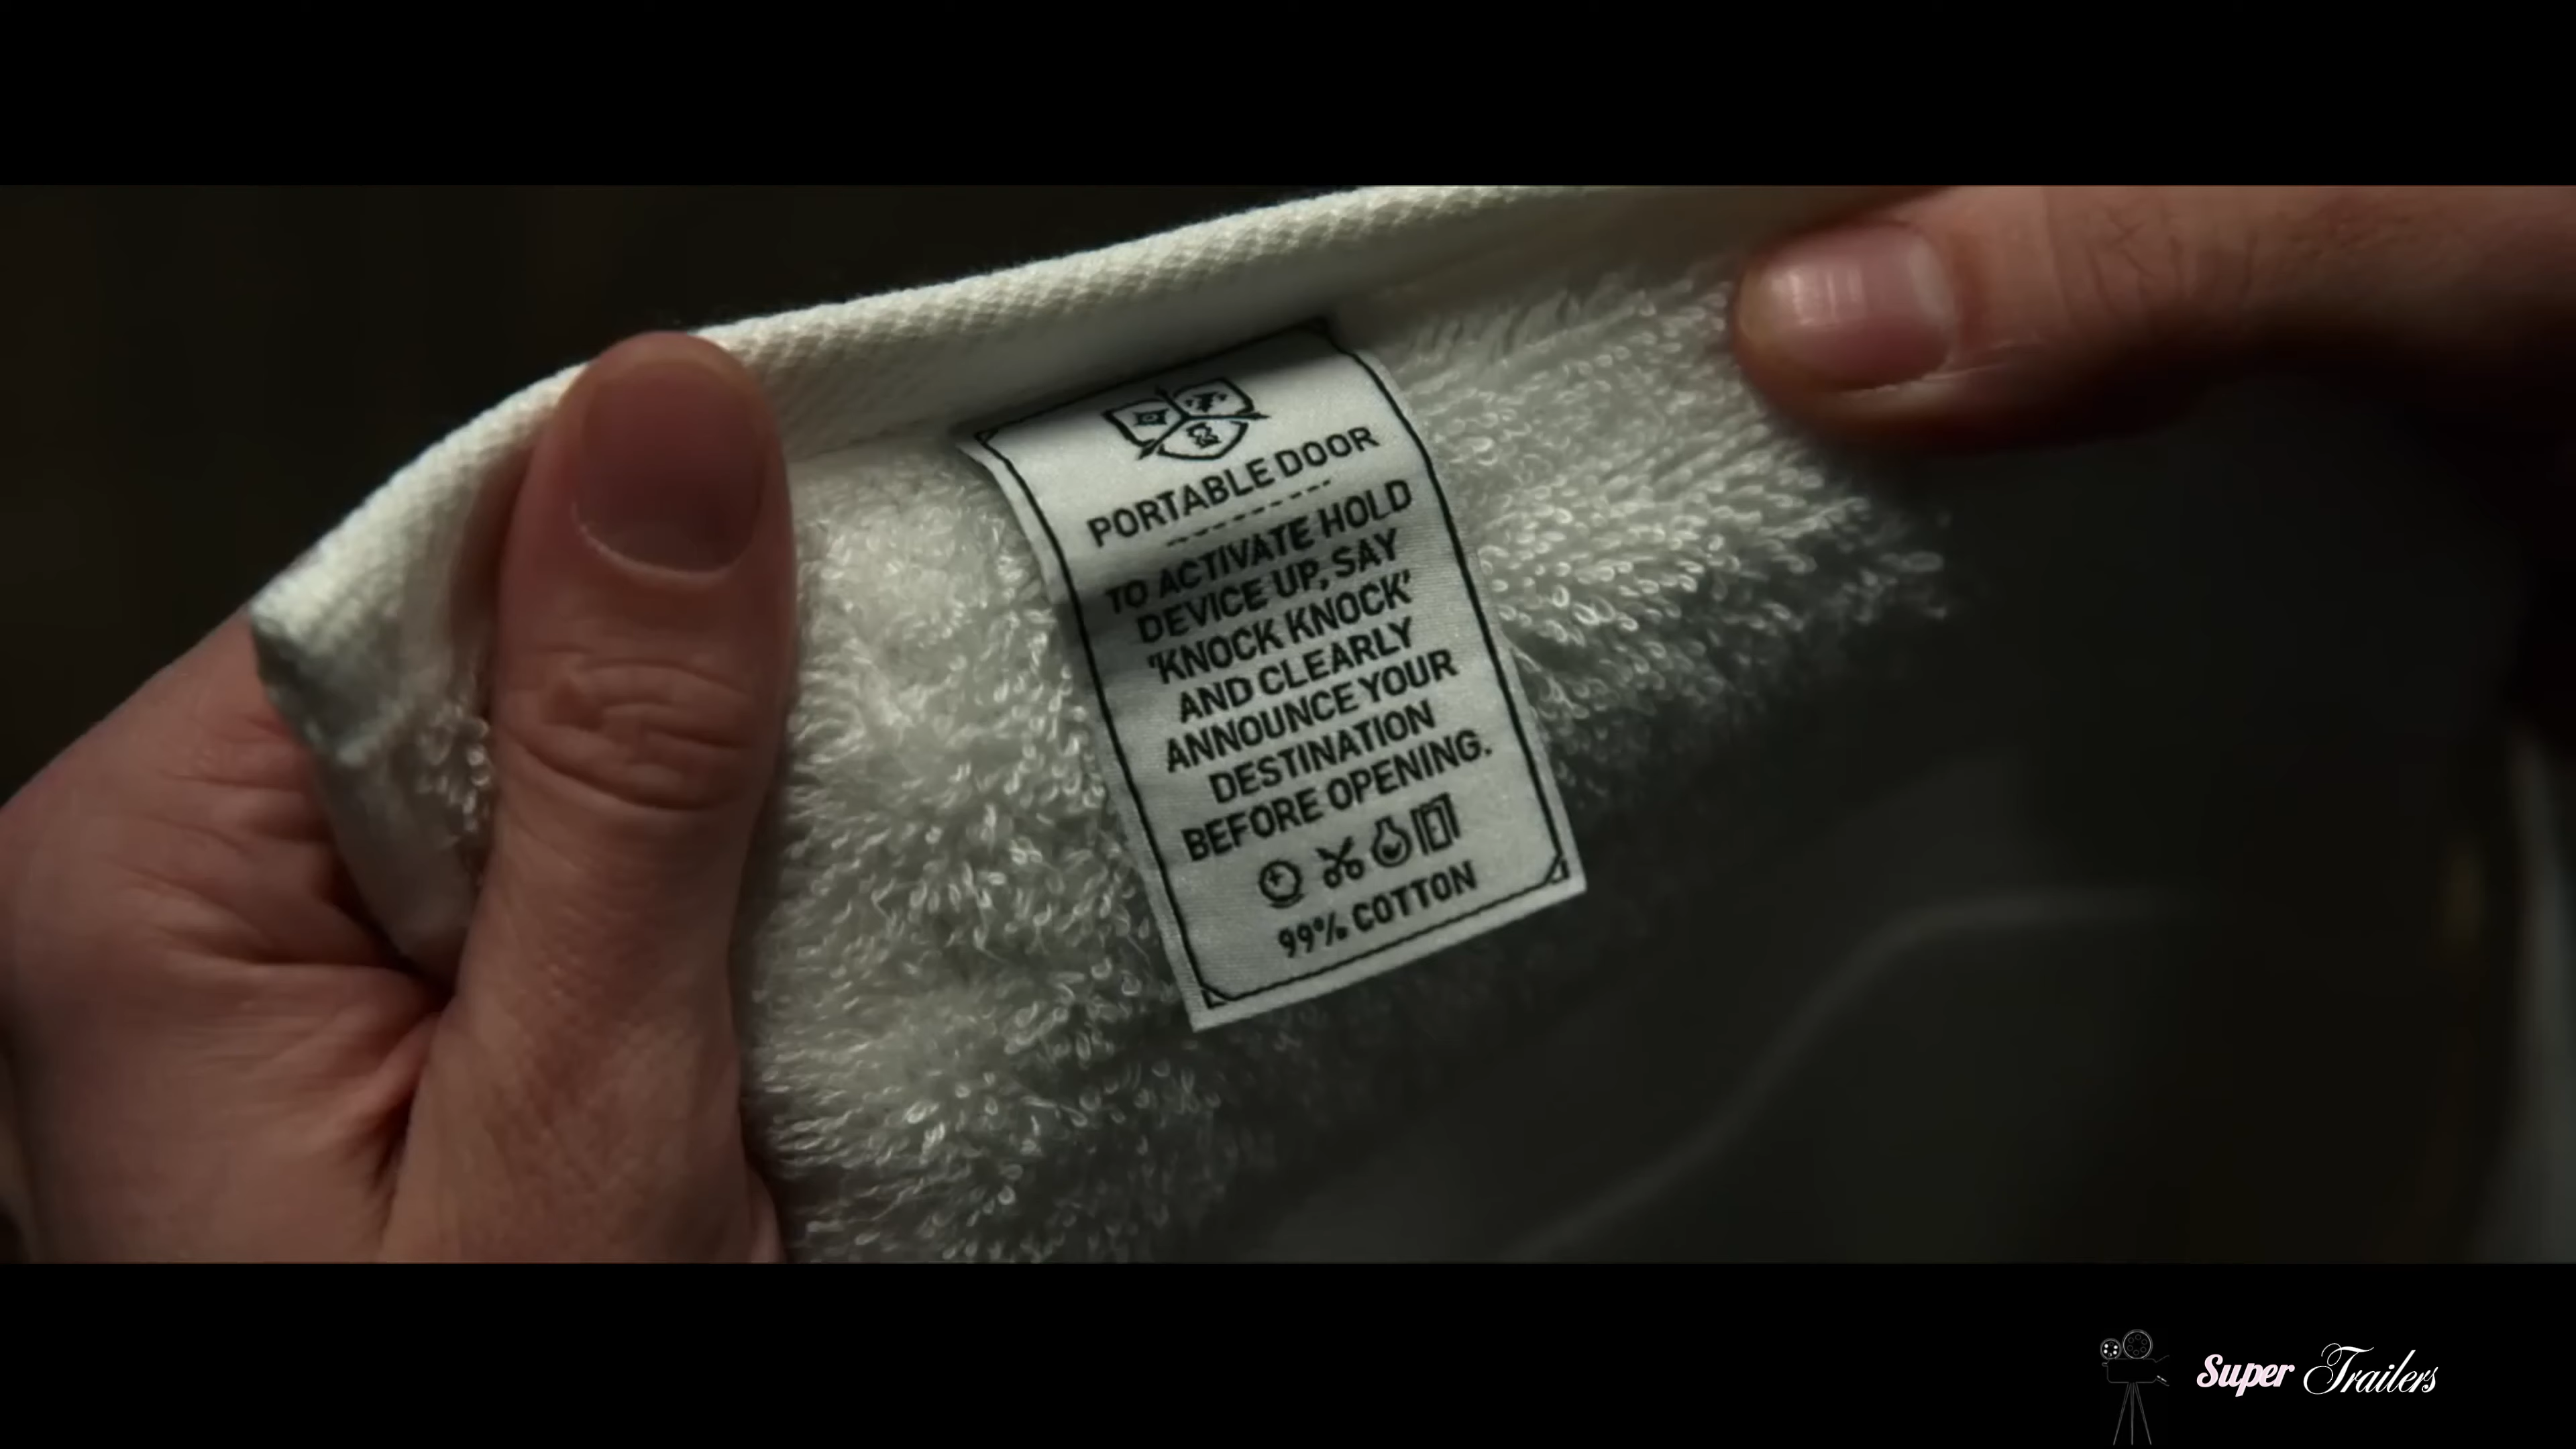 PORTABLE DOOR
TO ACTIVATE HOLD
DEVICE UP, SAY
'KNOCK KNOCK'
AND CLEARLY
ANNOUNCE YOUR
DESTINATION
BEFORE OPENING.
99% COTTON
Super Trailers